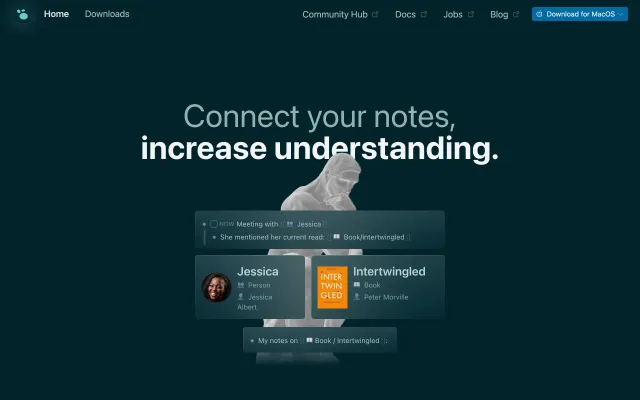 Home Downloads Community Hub Docs Jobs Blog Download for MacOS
Connect your notes,
increase understanding.
NOW Meeting with [[ Jessica]]
She mentioned her current read: [[ Book/Intertwingled ]]
Jessica
Person
Jessica
Albert
INTER
TWIN
GLED
Intertwingled
Book
Peter Morville
My notes on [[ Book / Intertwingled ]]: